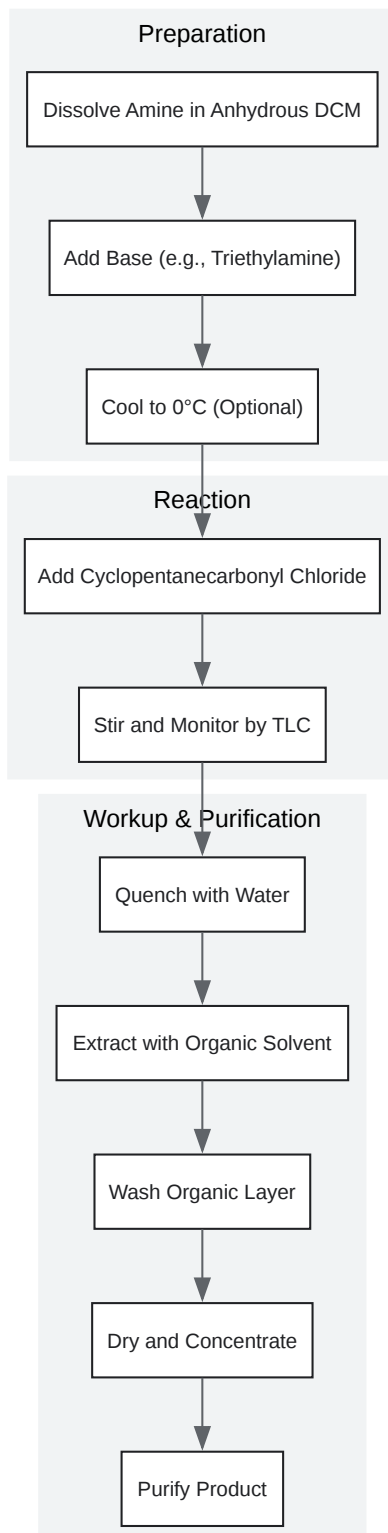 Preparation
Dissolve Amine in Anhydrous DCM
Add Base (e.g., Triethylamine)
Cool to 0°C (Optional)
Reaction
Add Cyclopentanecarbonyl Chloride
Stir and Monitor by TLC
Workup & Purification
Quench with Water
Extract with Organic Solvent
Wash Organic Layer
Dry and Concentrate
Purify Product